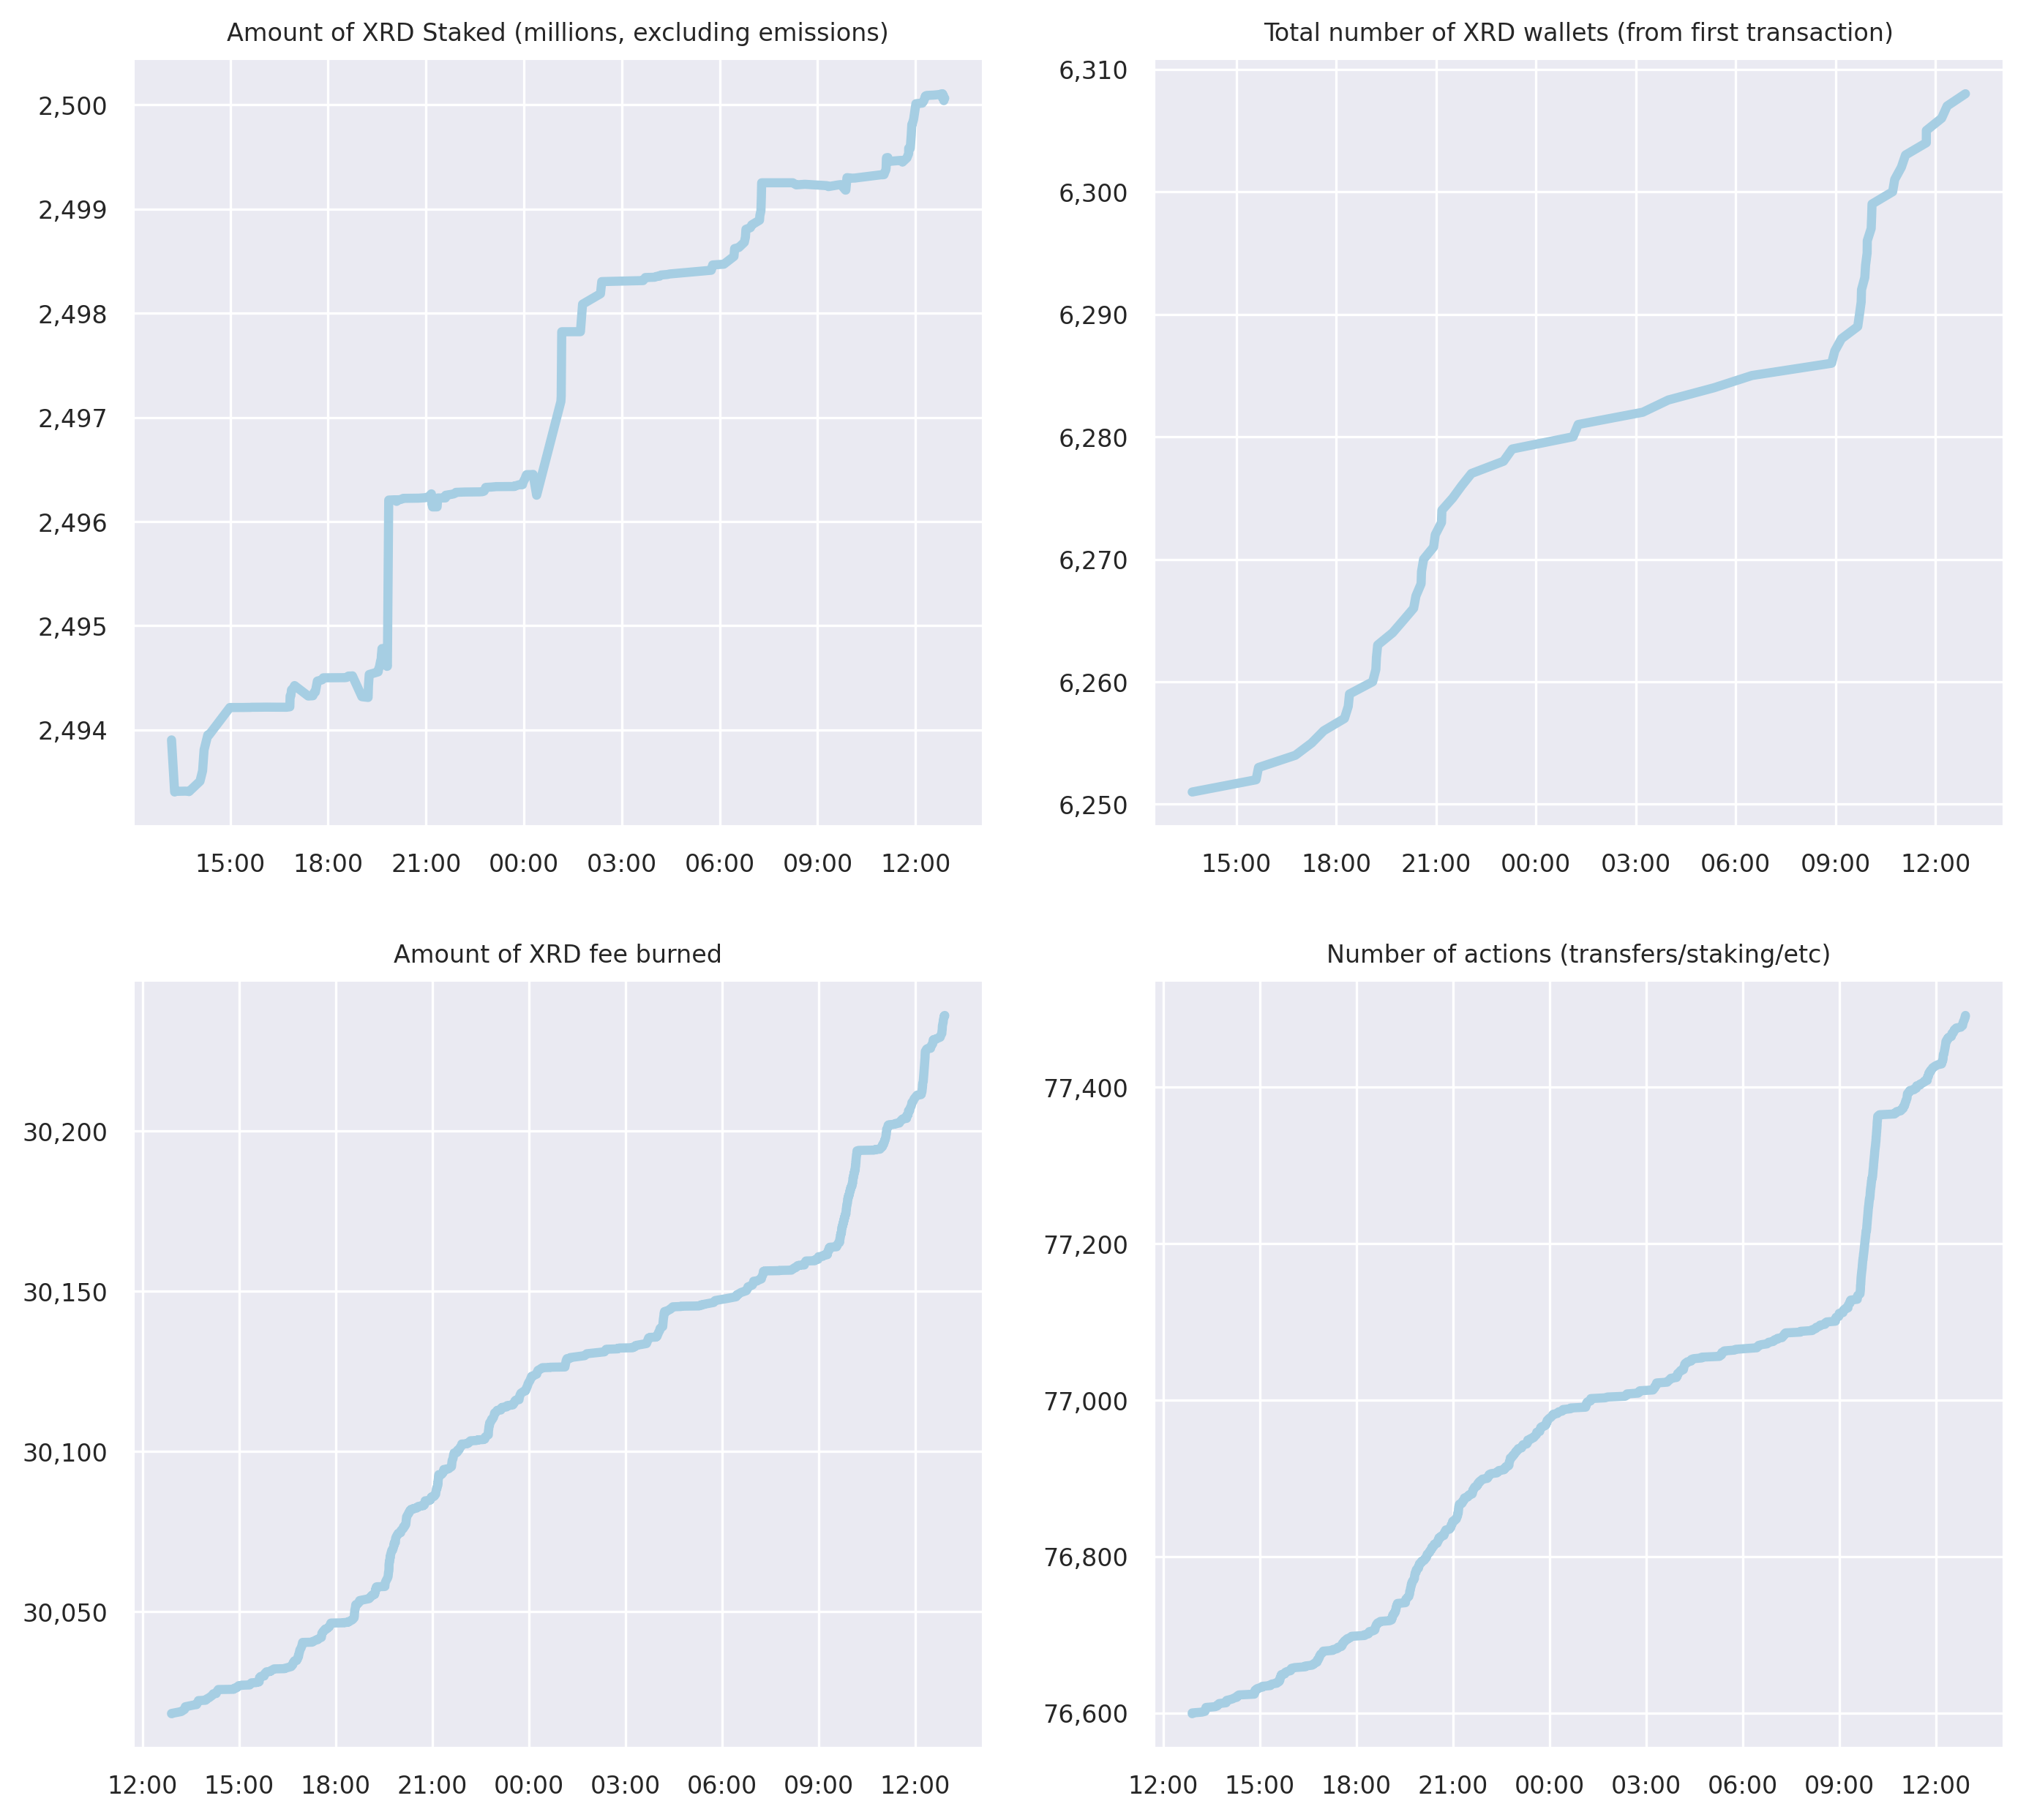 Amount of XRD Staked (millions, excluding emissions)
2,500
2,499
2,498
2,497
2,496
2,495
2,494
15:00 18:00 21:00 00:00 03:00 06:00 09:00 12:00
Total number of XRD wallets (from first transaction)
6,310
6,300
6,290
6,280
6,270
6,260
6,250
15:00 18:00 21:00 00:00 03:00 06:00 09:00 12:00
Amount of XRD fee burned
30,200
30,150
30,100
30,050
12:00 15:00 18:00 21:00 00:00 03:00 06:00 09:00 12:00
Number of actions (transfers/staking/etc)
77,400
77,200
77,000
76,800
76,600
12:00 15:00 18:00 21:00 00:00 03:00 06:00 09:00 12:00